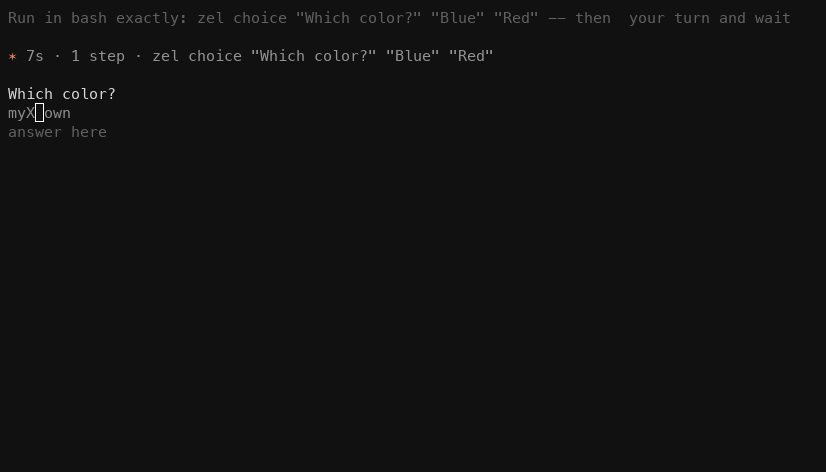 Run in bash exactly: zel choice "Which color?" "Blue" "Red" —— then  your turn and wait
✶ 7s · 1 step · zel choice "Which color?" "Blue" "Red"
Which color?
myX own
answer here